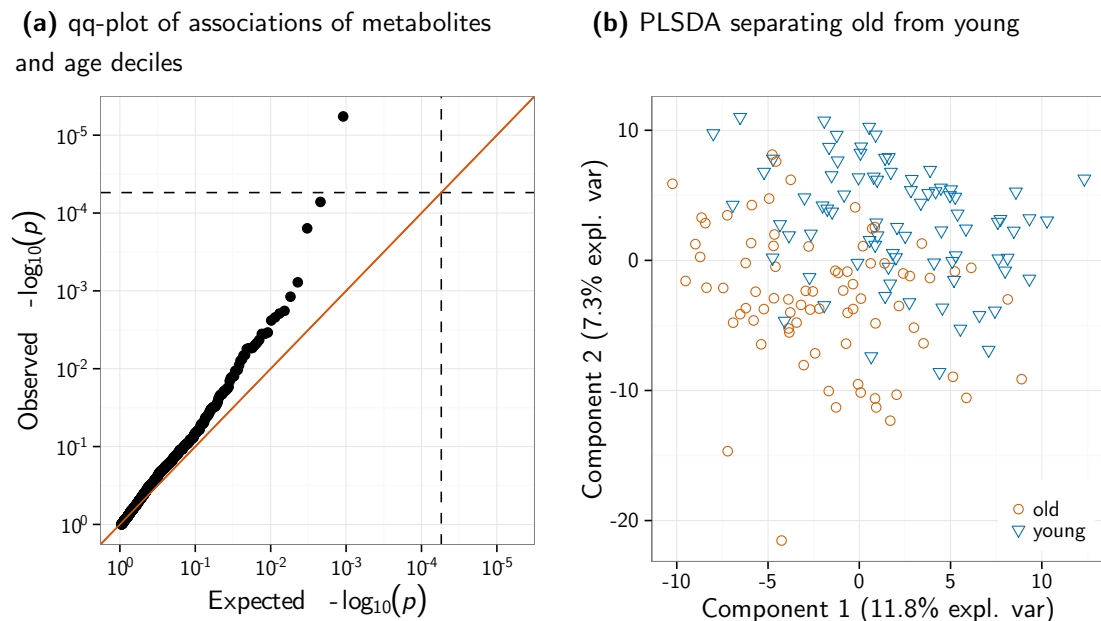 (a) qq-plot of associations of metabolites
and age deciles
Observed -log10(p)
10^-5
10^-4
10^-3
10^-2
10^-1
10^0
10^0 10^-1 10^-2 10^-3 10^-4 10^-5
Expected -log10(p)
(b) PLSDA separating old from young
Component 2 (7.3% expl. var)
10
0
-10
-20
old
young
-10 -5 0 5 10
Component 1 (11.8% expl. var)